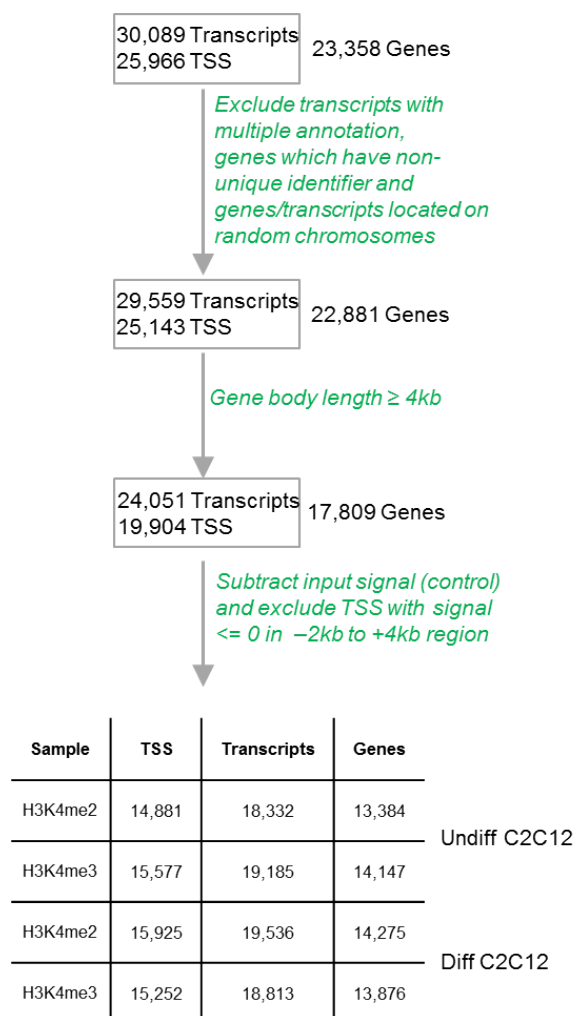 30,089 Transcripts
25,966 TSS
23,358 Genes
Exclude transcripts with
multiple annotation,
genes which have non-
unique identifier and
genes/transcripts located on
random chromosomes
29,559 Transcripts
25,143 TSS
22,881 Genes
Gene body length ≥ 4kb
24,051 Transcripts
19,904 TSS
17,809 Genes
Subtract input signal (control)
and exclude TSS with signal
<= 0 in –2kb to +4kb region
Sample TSS Transcripts Genes
H3K4me2 14,881 18,332 13,384
Undiff C2C12
H3K4me3 15,577 19,185 14,147
H3K4me2 15,925 19,536 14,275
Diff C2C12
H3K4me3 15,252 18,813 13,876